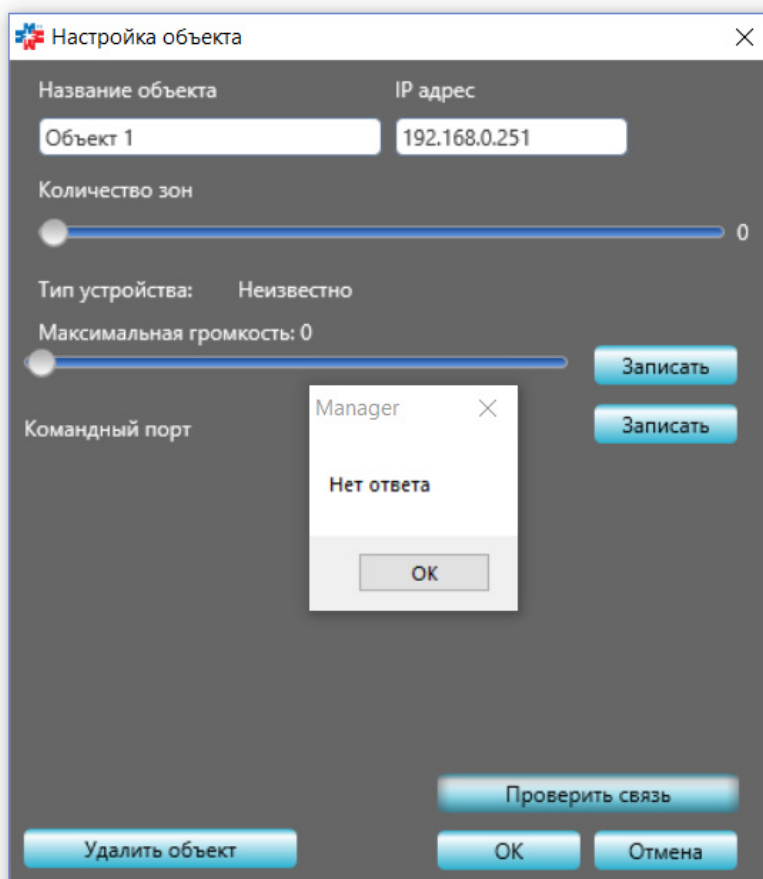 Настройка объекта
Название объекта IP адрес
Объект 1 192.168.0.251
Количество зон
0
Тип устройства: Неизвестно
Максимальная громкость: 0
Записать
Manager
Командный порт Записать
Нет ответа
OK
Проверить связь
Удалить объект OK Отмена